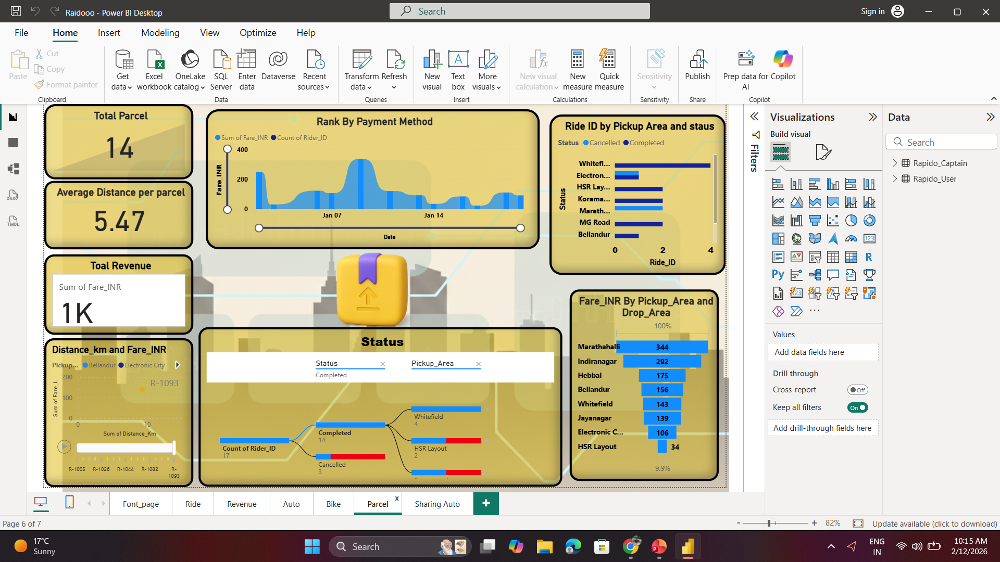 Raidooo - Power BI Desktop
Search
Sign in
File Home Insert Modeling View Optimize Help
Paste
Cut
Copy
Format painter
Clipboard
Get data
Excel workbook
OneLake catalog
SQL Server
Enter data
Dataverse
Recent sources
Data
Transform data
Refresh
Queries
New visual
Text box
More visuals
Insert
New visual calculation
New measure
Quick measure
Calculations
Sensitivity
Sensitivity
Publish
Share
Prep data for AI
Copilot
Copilot
DAX
TMDL
Total Parcel
14
Average Distance per parcel
5.47
Toal Revenue
Sum of Fare_INR
1K
Distance_km and Fare_INR
Pickup... Bellandur Electronic City
Sum of Fare_I...
200
100
0
R-1093
0 10
Sum of Distance_Km
R-1005 R-1026 R-1044 R-1082 R-1093
Rank By Payment Method
Sum of Fare_INR Count of Rider_ID
Fare_INR
400
200
0
Jan 07 Jan 14
Date
Status
Status
Completed
Pickup_Area
Count of Rider_ID
17
Completed
14
Cancelled
3
Whitefield
4
HSR Layout
2
Ride ID by Pickup Area and staus
Status Cancelled Completed
Status
Whitefi...
Electron...
HSR Lay...
Korama...
Marath...
MG Road
Bellandur
0 2 4
Ride_ID
Fare_INR By Pickup_Area and
Drop_Area
100%
Marathahalli 344
Indiranagar 292
Hebbal 175
Bellandur 156
Whitefield 143
Jayanagar 139
Electronic C... 106
HSR Layout 34
9.9%
Filters
Visualizations
Build visual
123
R
Py
123
Values
Add data fields here
Drill through
Cross-report Off
Keep all filters On
Add drill-through fields here
Data
Search
Rapido_Captain
Rapido_User
Font_page Ride Revenue Auto Bike Parcel x Sharing Auto +
Page 6 of 7
- + 82%
Update available (click to download)
17°C
Sunny
Search
ENG
IN
10:15 AM
2/12/2026